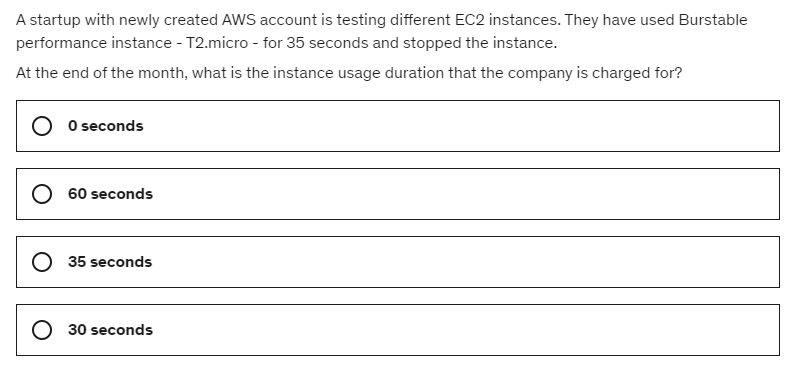 A startup with newly created AWS account is testing different EC2 instances. They have used Burstable
performance instance - T2.micro - for 35 seconds and stopped the instance.
At the end of the month, what is the instance usage duration that the company is charged for?
0 seconds
60 seconds
35 seconds
30 seconds